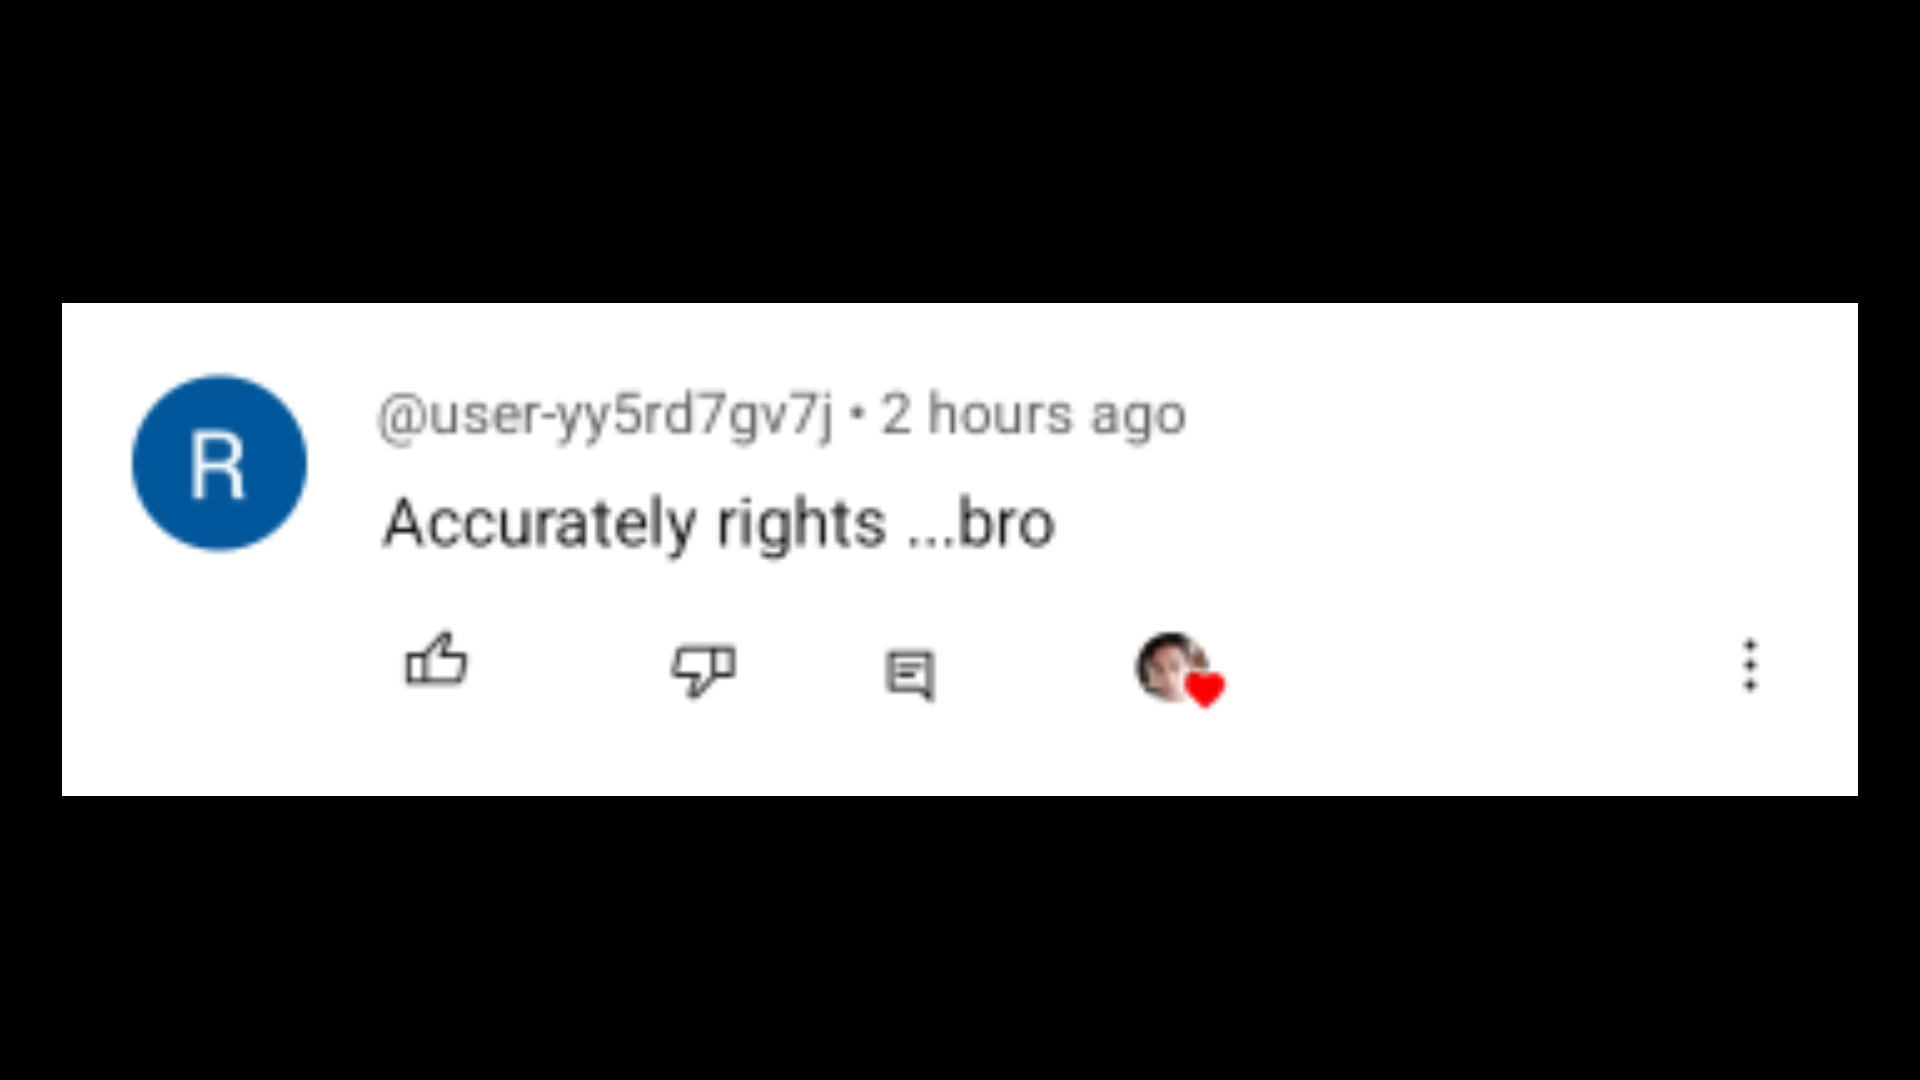 R
@user-yy5rd7gv7j • 2 hours ago
Accurately rights ...bro